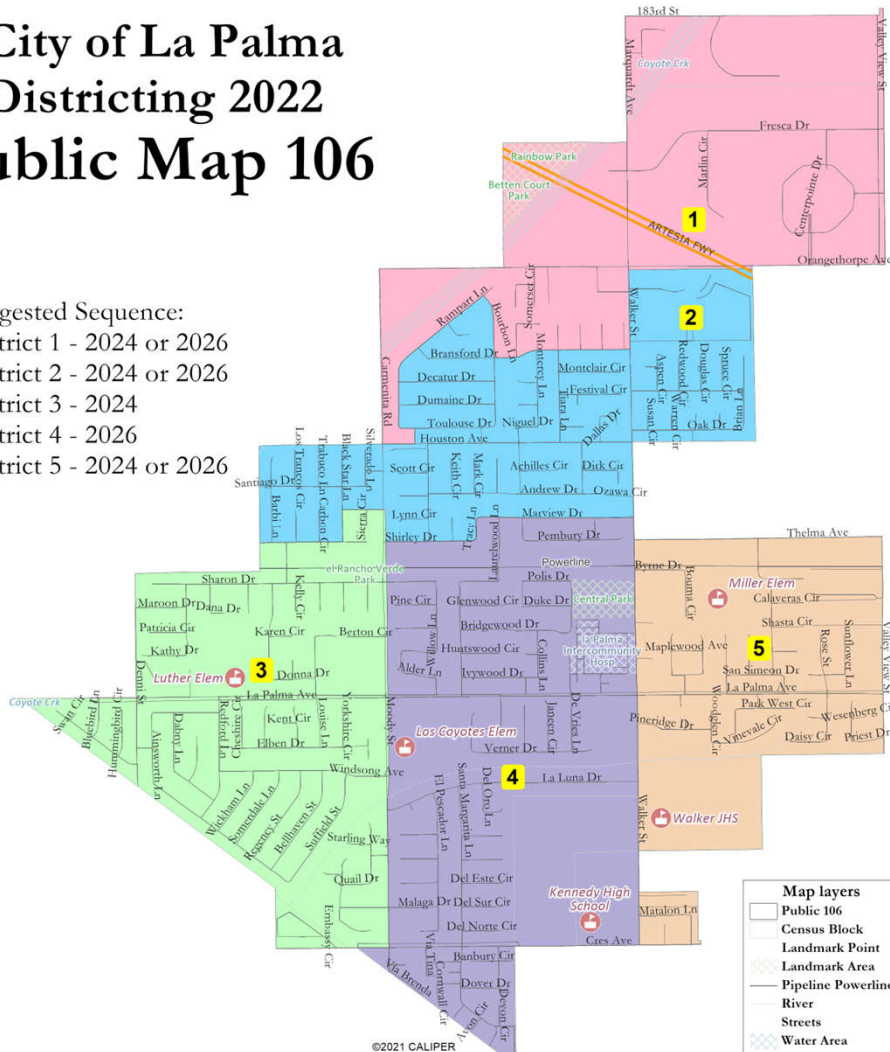 City of La Palma
Districting 2022
ublic Map 106
gested Sequence:
trict 1 - 2024 or 2026
trict 2 - 2024 or 2026
trict 3 - 2024
trict 4 - 2026
trict 5 - 2024 or 2026
183rd St
Marquardt Ave
Coyote Crk
Valley View St
Fresca Dr
Rainbow Park
Betten Court
Park
Marlin Cir
Centerpointe Dr
1
ARTESIA FWY
Orangethorpe Ave
Rampart Ln
Bourbon Ln
Somerset Cir
Walker St
2
Carmenita Rd
Bransford Dr
Monterey Ln
Decatur Dr
Montclair Cir
Festival Cir
Tiara Ln
Dumaine Dr
Toulouse Dr
Niguel Dr
Dallas Dr
Houston Ave
Aspen Cir
Redwood Cir
Douglas Cir
Spruce Cir
Susan Cir
Warren Cir
Oak Dr
Los Trancos Cir
Trabuco Ln
Carbon Cir
Black Star Ln
Silverado Ln
Sierra Cir
Santiago Dr
Barbi Ln
Scott Cir
Keith Cir
Mark Cir
Achilles Cir
Dirk Cir
Andrew Dr
Ozawa Cir
Lynn Cir
Marview Dr
Shirley Dr
Tracy Ln
Laurelwood Ln
Pembury Dr
Thelma Ave
Powerline
el Rancho Verde
Park
Sharon Dr
Kelly Cir
Polis Dr
Byrne Dr
Bouma Cir
Miller Elem
Maroon Dr
Dana Dr
Pine Cir
Glenwood Cir
Duke Dr
Central Park
Calaveras Cir
Patricia Cir
Karen Cir
Berton Cir
Willow Ln
Bridgewood Dr
Shasta Cir
Kathy Dr
Huntswood Cir
Collins Ln
la Palma
Intercommunity
Hosp
Maplewood Ave
5
Rose St
Sunflower Ln
Valley View St
Denni St
Luther Elem
3
Donna Dr
Alder Ln
Ivywood Dr
San Simeon Dr
La Palma Ave
La Palma Ave
Coyote Crk
Swan Cir
Bluebird Ln
Hummingbird Cir
Ainsworth Ln
Dabny Ln
Redford Ln
Cheshire Cir
Kent Cir
Louise Ln
Yorkshire Cir
Elben Dr
Moody St
Los Coyotes Elem
Verner Dr
Janeen Cir
De Vries Ln
Pineridge Dr
Woodglen Cir
Park West Cir
Vinevale Cir
Daisy Cir
Wesenberg Ci
Priest Dr
Windsong Ave
4
La Luna Dr
Wickham Ln
Somerdale Ln
Regency St
Bellhaven St
Suffield St
Starling Way
El Pescador Ln
Santa Margarita Ln
Del Oro Ln
Walker St
Walker JHS
Quail Dr
Del Este Cir
Malaga Dr
Del Sur Cir
Kennedy High
School
Matalon Ln
Embassy Cir
Del Norte Cir
Cres Ave
Via Tina
Via Brenda
Cornwall Cir
Banbury Cir
Dover Dir
Devon Cir
Avon Cir
Map layers
Public 106
Census Block
Landmark Point
Landmark Area
Pipeline Powerline
River
Streets
Water Area
©2021 CALIPER